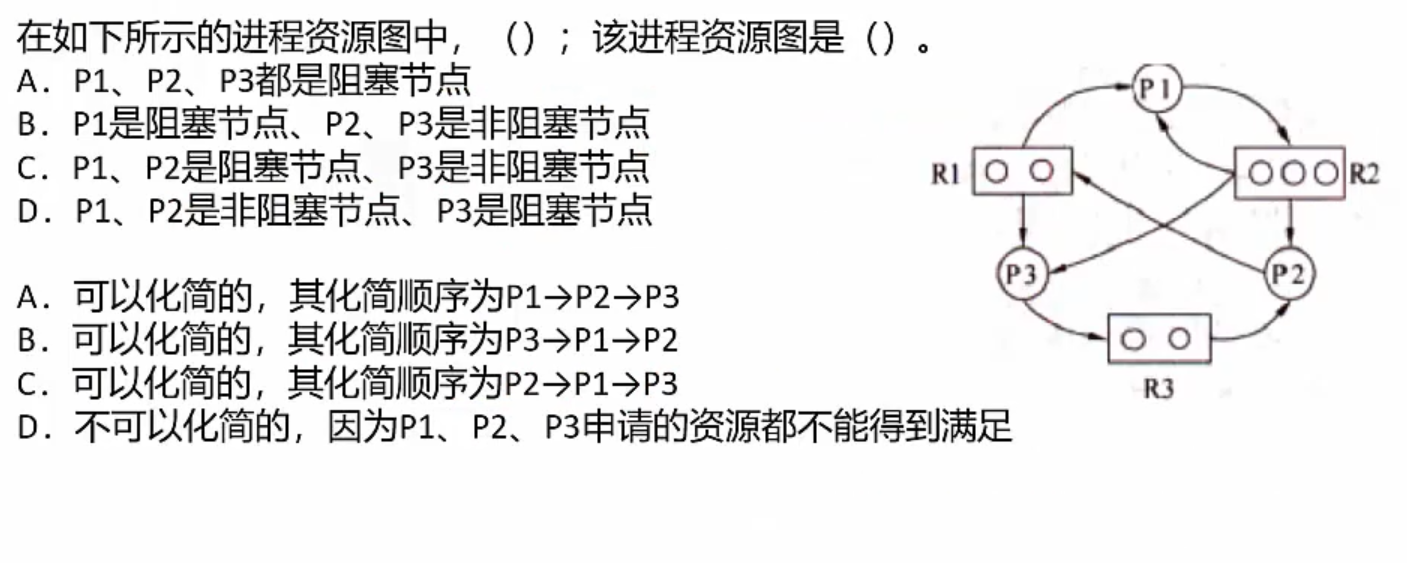 在如下所示的进程资源图中，（）；该进程资源图是（）。
A．P1、P2、P3都是阻塞节点
B．P1是阻塞节点、P2、P3是非阻塞节点
C．P1、P2是阻塞节点、P3是非阻塞节点
D．P1、P2是非阻塞节点、P3是阻塞节点
A．可以化简的，其化简顺序为P1→P2→P3
B．可以化简的，其化简顺序为P3→P1→P2
C．可以化简的，其化简顺序为P2→P1→P3
D．不可以化简的，因为P1、P2、P3申请的资源都不能得到满足
P1
R1
R2
P3
P2
R3